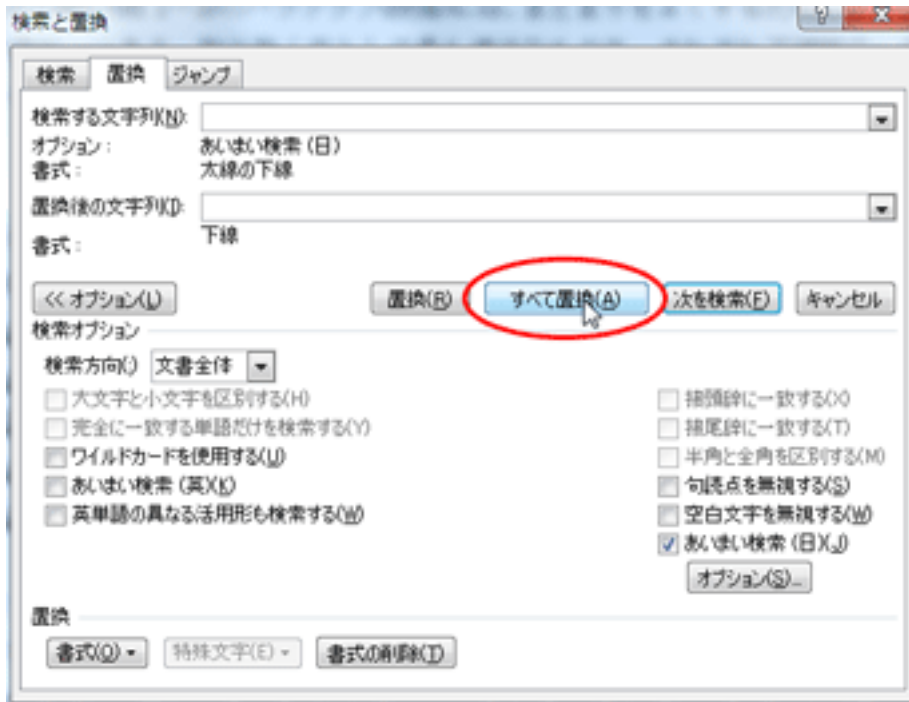 検索と置換
検索 置換 ジャンプ
検索する文字列(N):
オプション: あいまい検索 (日)
書式: 太線の下線
置換後の文字列(I):
書式: 下線
<< オプション(L) 置換(R) すべて置換(A) 次を検索(F) キャンセル
検索オプション
検索方向(:) 文書全体
大文字と小文字を区別する(H) 接頭辞に一致する(X)
完全に一致する単語だけを検索する(Y) 接尾辞に一致する(T)
ワイルドカードを使用する(U) 半角と全角を区別する(M)
あいまい検索 (英)(K) 句読点を無視する(S)
英単語の異なる活用形も検索する(W) 空白文字を無視する(W)
あいまい検索 (日)(J)
オプション(S)...
置換
書式(O) 特殊文字(E) 書式の削除(T)